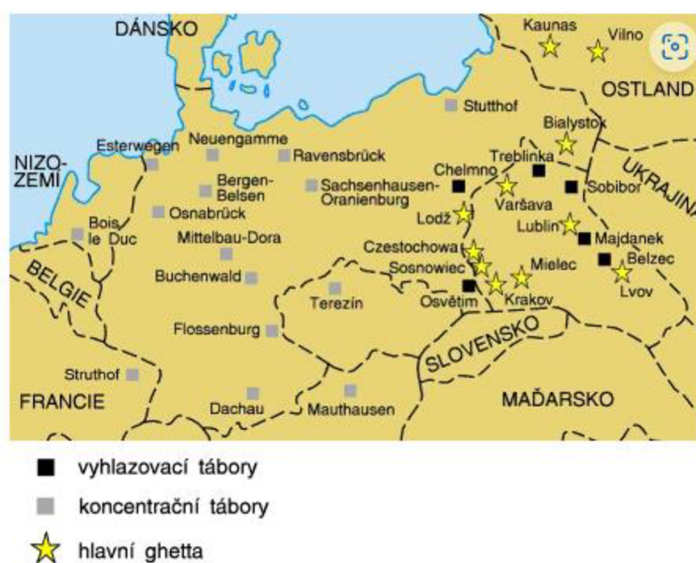 DÁNSKO
Kaunas
Vilno
OSTLAND
Stutthof
Bialystok
Neuengamme
Esterwegen
Ravensbrück
Treblinka
NIZO-
ZEMÍ
Chelmno
UKRAJINA
Bergen-
Belsen
Sachsenhausen-
Oranienburg
Sobibor
Varšava
Osnabrück
Lodž
Lublin
Bois
le Duc
Mittelbau-Dora
Majdanek
Czestochowa
Belzec
BELGIE
Buchenwald
Sosnowiec
Mielec
Terezín
Osvětim
Krakov
Lvov
Flossenburg
SLOVENSKO
Struthof
FRANCIE
Dachau
Mauthausen
MAĎARSKO
vyhlazovací tábory
koncentrační tábory
hlavní ghetta